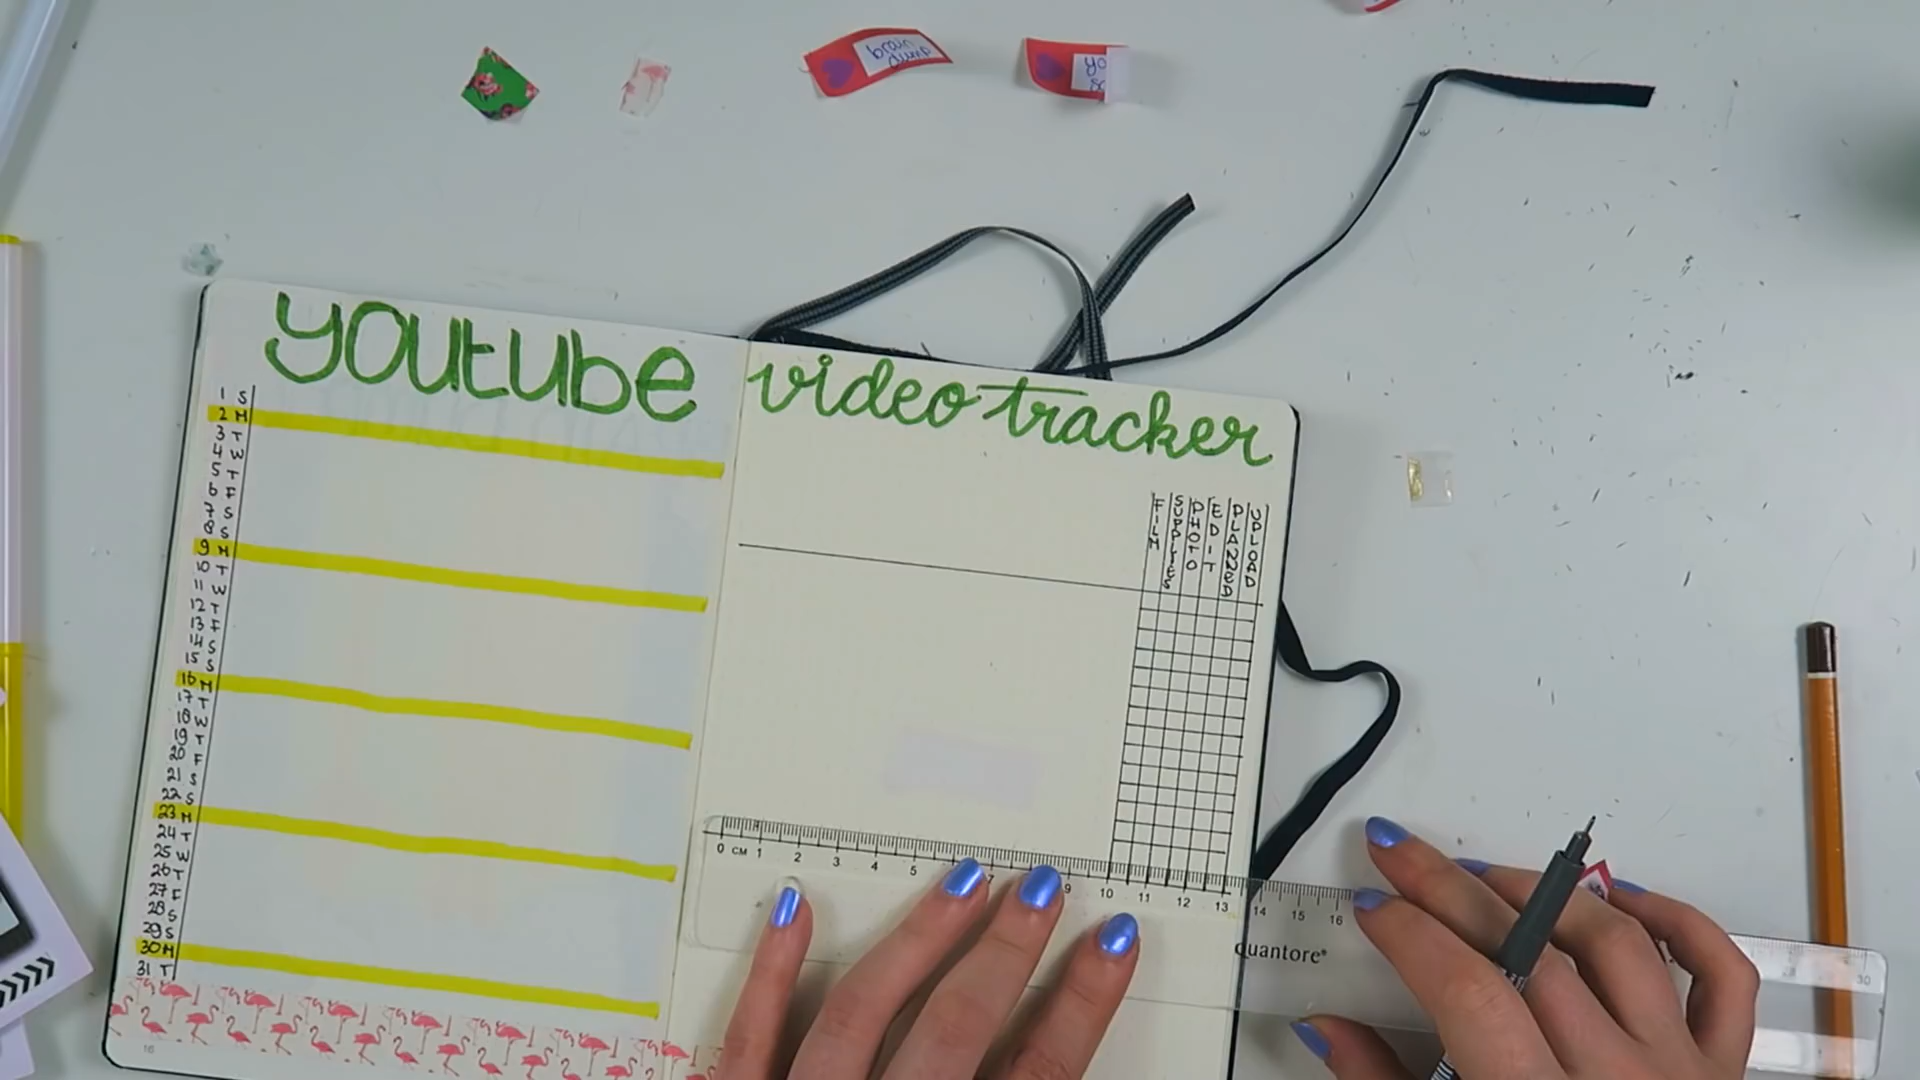 brain
dump
yo
youtube
video tracker
1 S
2 M
3 T
4 W
5 T
6 F
7 S
8 S
9 M
10 T
11 W
12 T
13 F
14 S
15 S
16 M
17 T
18 W
19 T
20 F
21 S
22 S
23 M
24 T
25 W
26 T
27 F
28 S
29 S
30 M
31 T
FILM
SUPPLIES
PHOTO
EDIT
PLANNED
UPLOAD
0 CM 1 2 3 4 5 7 9 10 11 12 13 14 15 16
quantore®
30
16